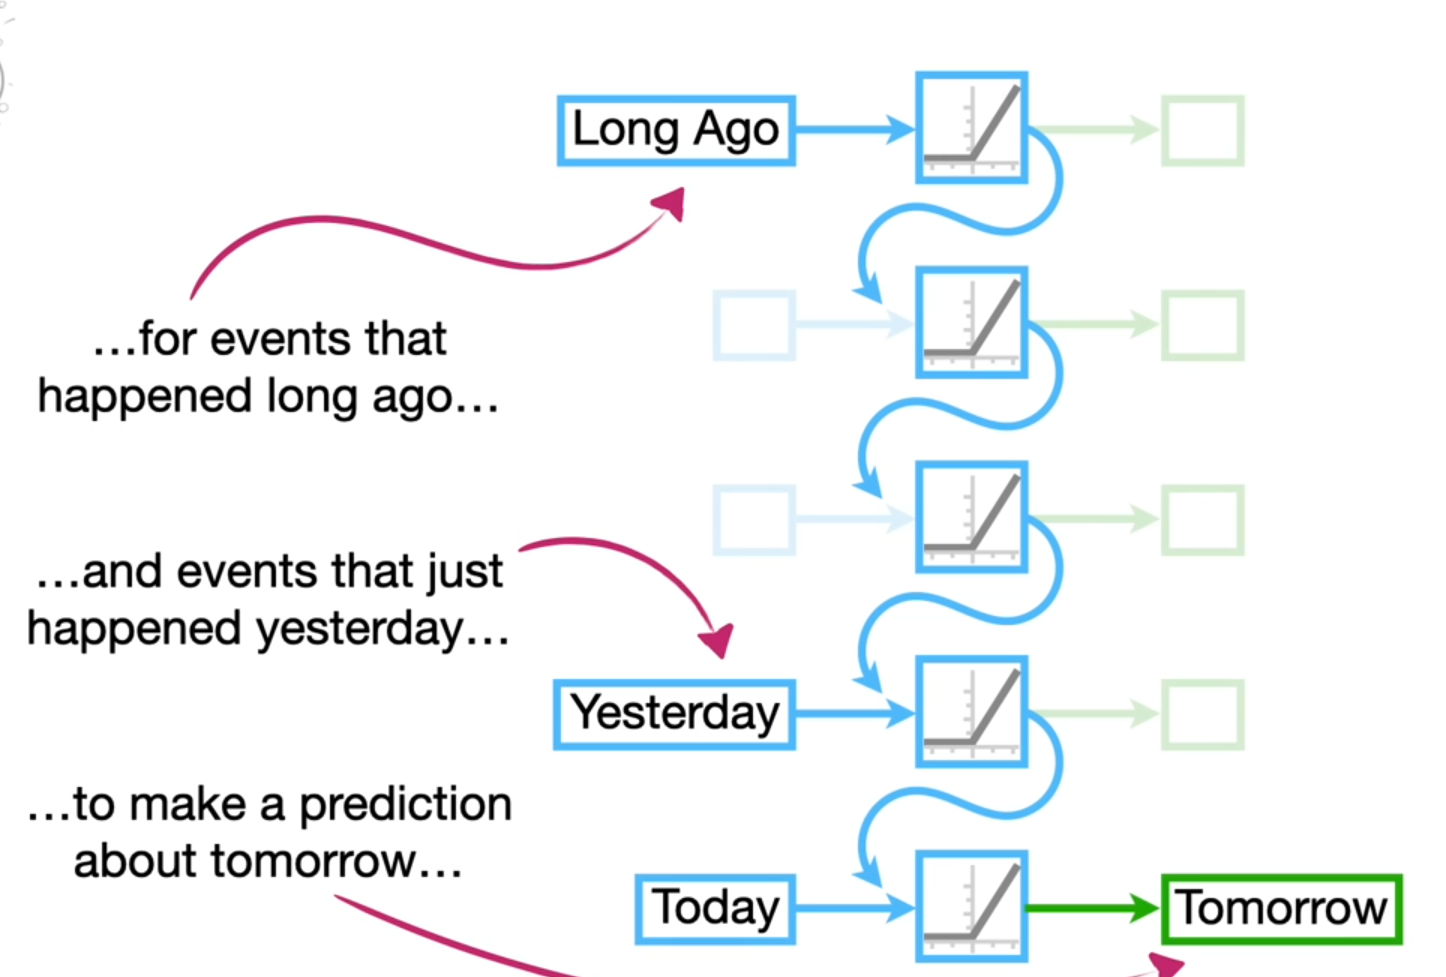 Long Ago
…for events that
happened long ago…
…and events that just
happened yesterday…
Yesterday
…to make a prediction
about tomorrow…
Today
Tomorrow